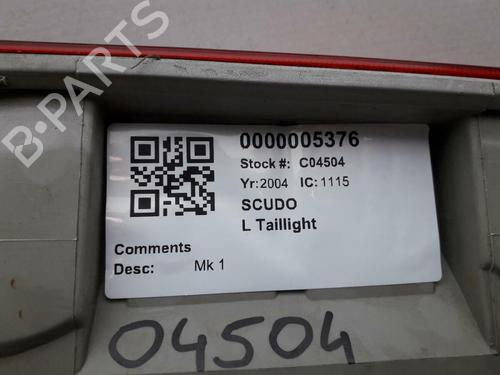 B-Parts
0000005376
Stock #: C04504
Yr:2004 IC:1115
SCUDO
L Taillight
Comments
Desc: Mk 1
04504